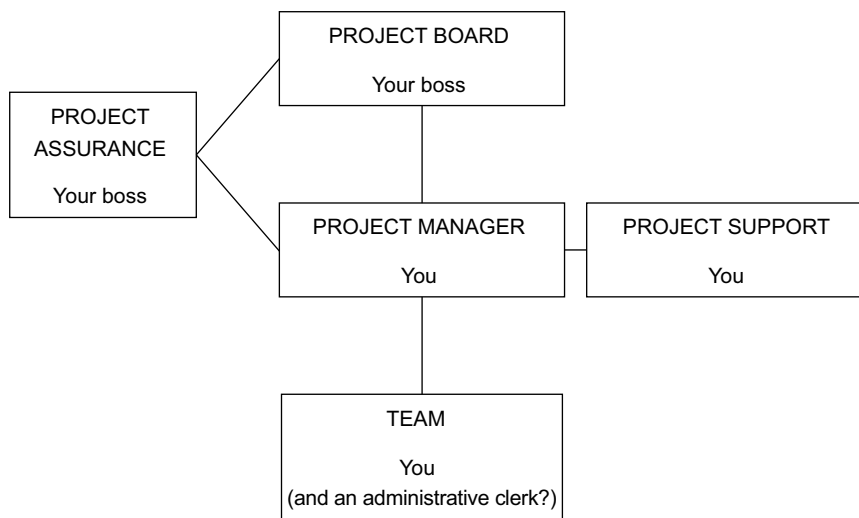 PROJECT BOARD
Your boss
PROJECT
ASSURANCE
Your boss
PROJECT MANAGER
You
PROJECT SUPPORT
You
TEAM
You
(and an administrative clerk?)